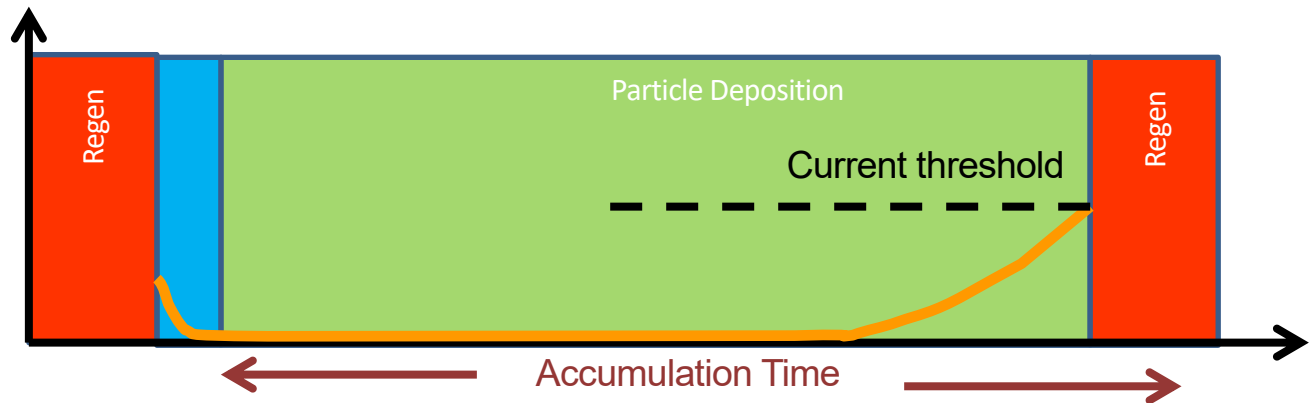 Regen
Particle Deposition
Current threshold
Regen
Accumulation Time